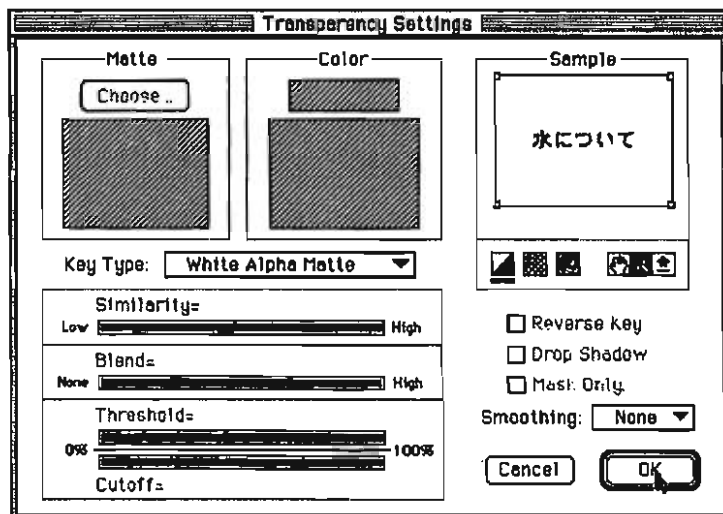 Transparency Settings
Matte
Choose..
Color
Sample
水について
Key Type: White Alpha Matte
Similarity=
Low High
Blend=
None High
Threshold=
0% 100%
Cutoff=
Reverse Key
Drop Shadow
Mask Only
Smoothing: None
Cancel OK